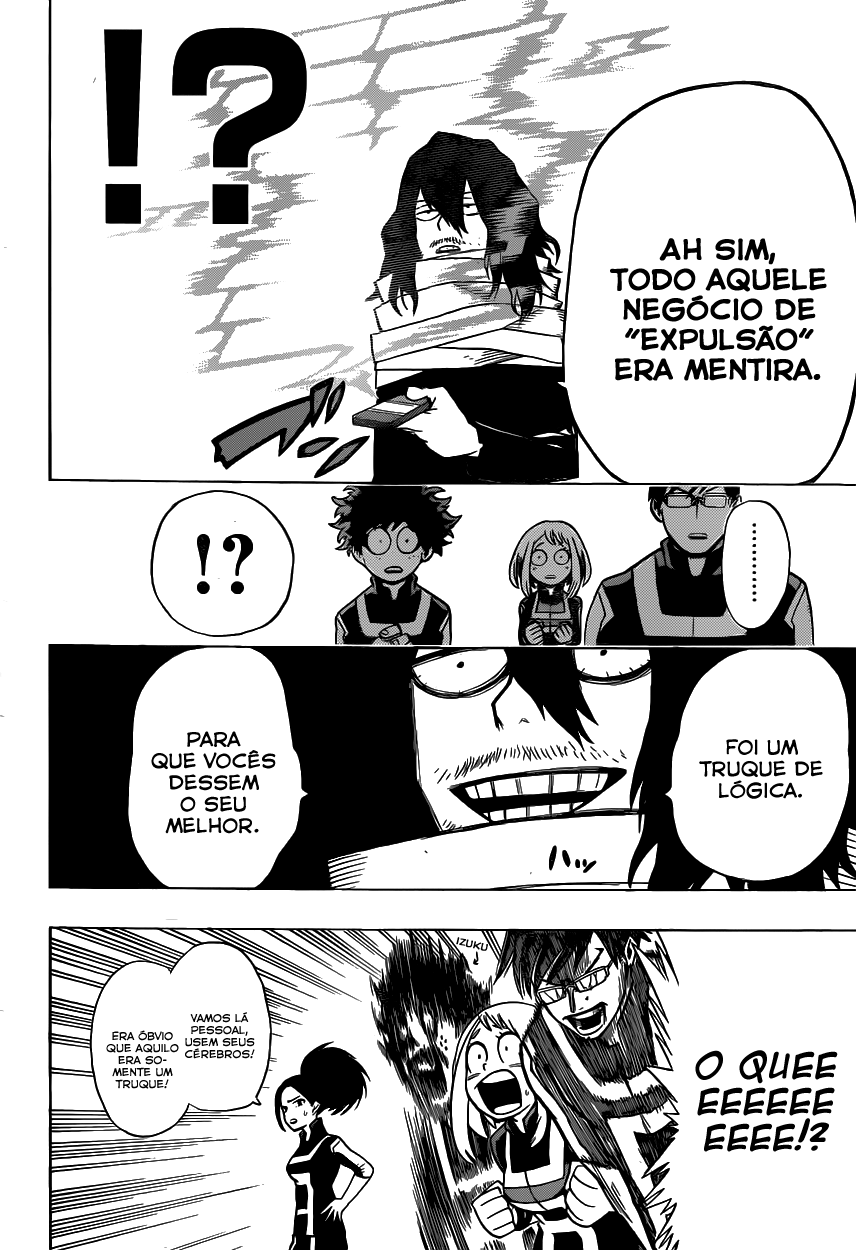 !?
AH SIM,
TODO AQUELE
NEGÓCIO DE
"EXPULSÃO"
ERA MENTIRA.
.........
!?
FOI UM
TRUQUE DE
LÓGICA.
PARA
QUE VOCÊS
DESSEM
O SEU
MELHOR.
ハッ
O QUEE
EEEEEEE
EEEE!?
IZUKU
VAMOS LÁ
PESSOAL,
USEM SEUS
CÉREBROS!
ERA ÓBVIO
QUE AQUILO
ERA SO-
MENTE UM
TRUQUE!